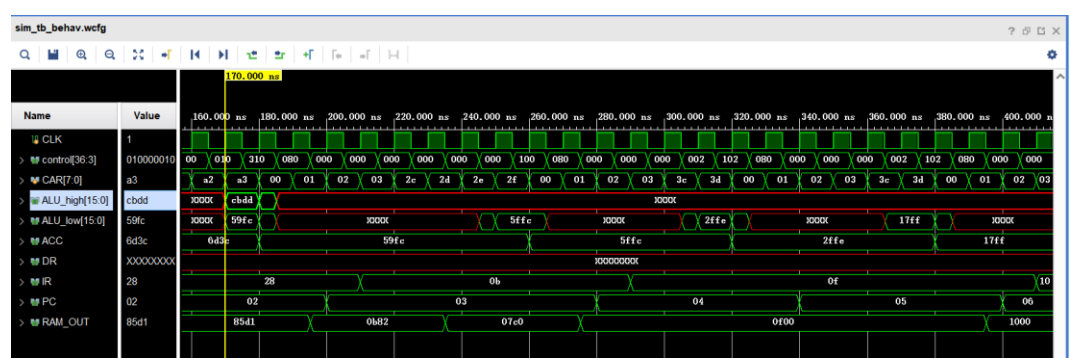 sim_tb_behav.wcfg
170.000 ns
Name Value 160.000 ns 180.000 ns 200.000 ns 220.000 ns 240.000 ns 260.000 ns 280.000 ns 300.000 ns 320.000 ns 340.000 ns 360.000 ns 380.000 ns 400.000 n
CLK 1
control[36:3] 010000010 00 010 310 080 000 000 000 000 000 100 080 000 000 000 002 102 080 000 000 000 002 102 080 000 000
CAR[7:0] a3 a2 a3 00 01 02 03 2c 2d 2e 2f 00 01 02 03 3c 3d 00 01 02 03 3c 3d 00 01 02 03
ALU_high[15:0] cbdd XXXX cbdd XXXX
ALU_low[15:0] 59fc XXXX 59fc XXXX 5ffc XXXX 2ffe XXXX 17ff XXXX
ACC 6d3c 6d3c 59fc 5ffc 2ffe 17ff
DR XXXXXXXX XXXXXXXX
IR 28 28 0b 0f 10
PC 02 02 03 04 05 06
RAM_OUT 85d1 85d1 0b82 07c0 0f00 1000